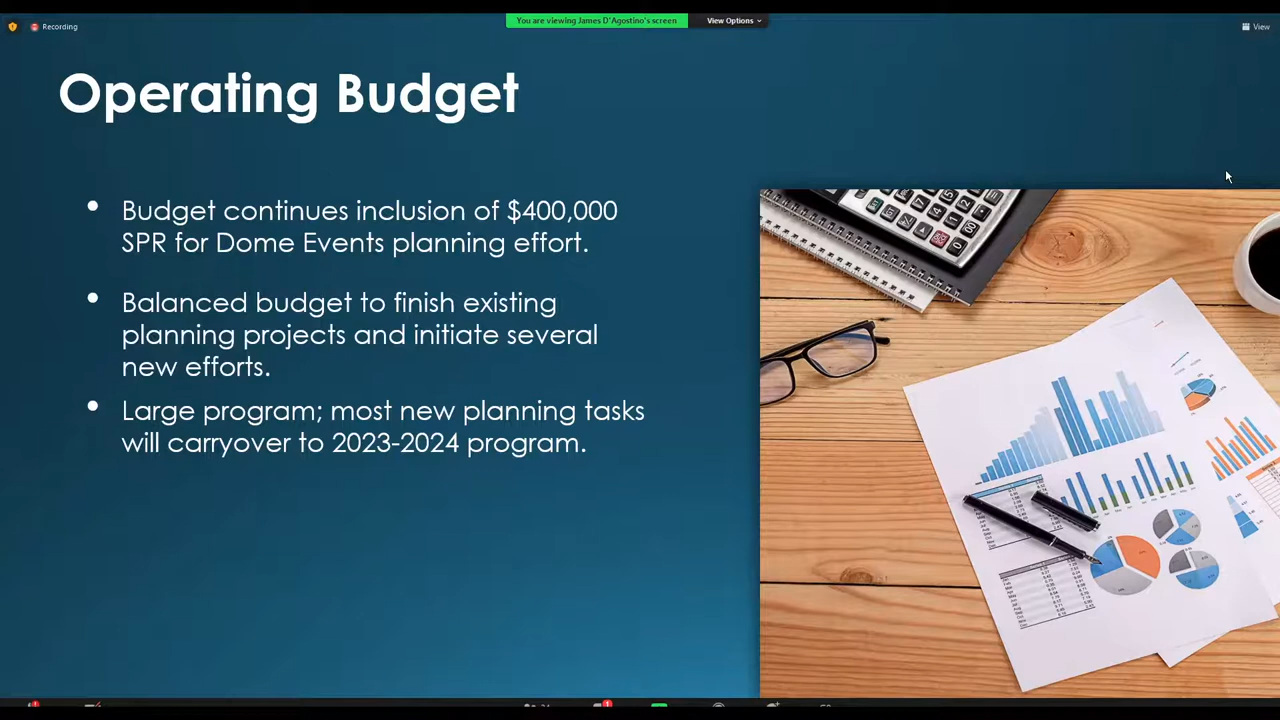 Recording
You are viewing James D'Agostino's screen
View Options
View
Operating Budget
• Budget continues inclusion of $400,000
SPR for Dome Events planning effort.
• Balanced budget to finish existing
planning projects and initiate several
new efforts.
• Large program; most new planning tasks
will carryover to 2023-2024 program.